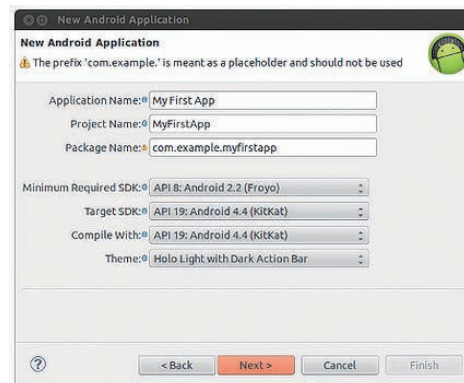 New Android Application
New Android Application
The prefix 'com.example.' is meant as a placeholder and should not be used
Application Name: My First App
Project Name: MyFirstApp
Package Name: com.example.myfirstapp
Minimum Required SDK: API 8: Android 2.2 (Froyo)
Target SDK: API 19: Android 4.4 (KitKat)
Compile With: API 19: Android 4.4 (KitKat)
Theme: Holo Light with Dark Action Bar
? < Back Next > Cancel Finish